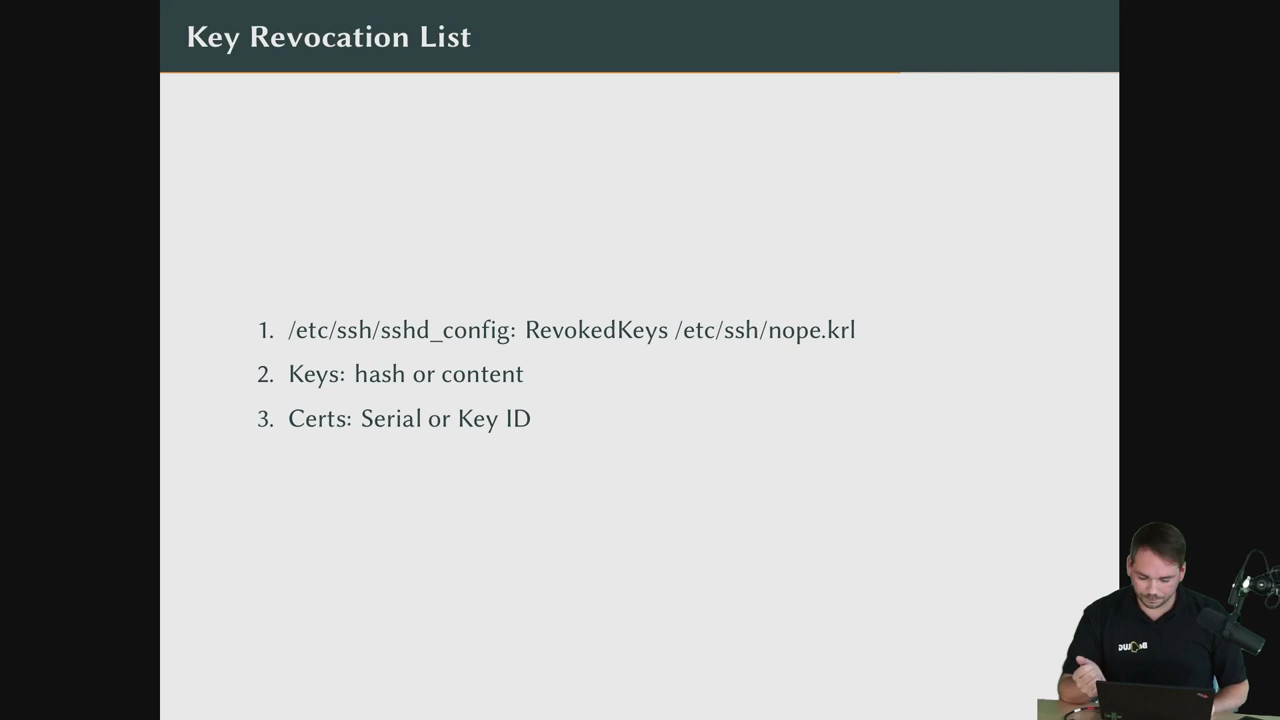 Key Revocation List
1. /etc/ssh/sshd_config: RevokedKeys /etc/ssh/nope.krl
2. Keys: hash or content
3. Certs: Serial or Key ID